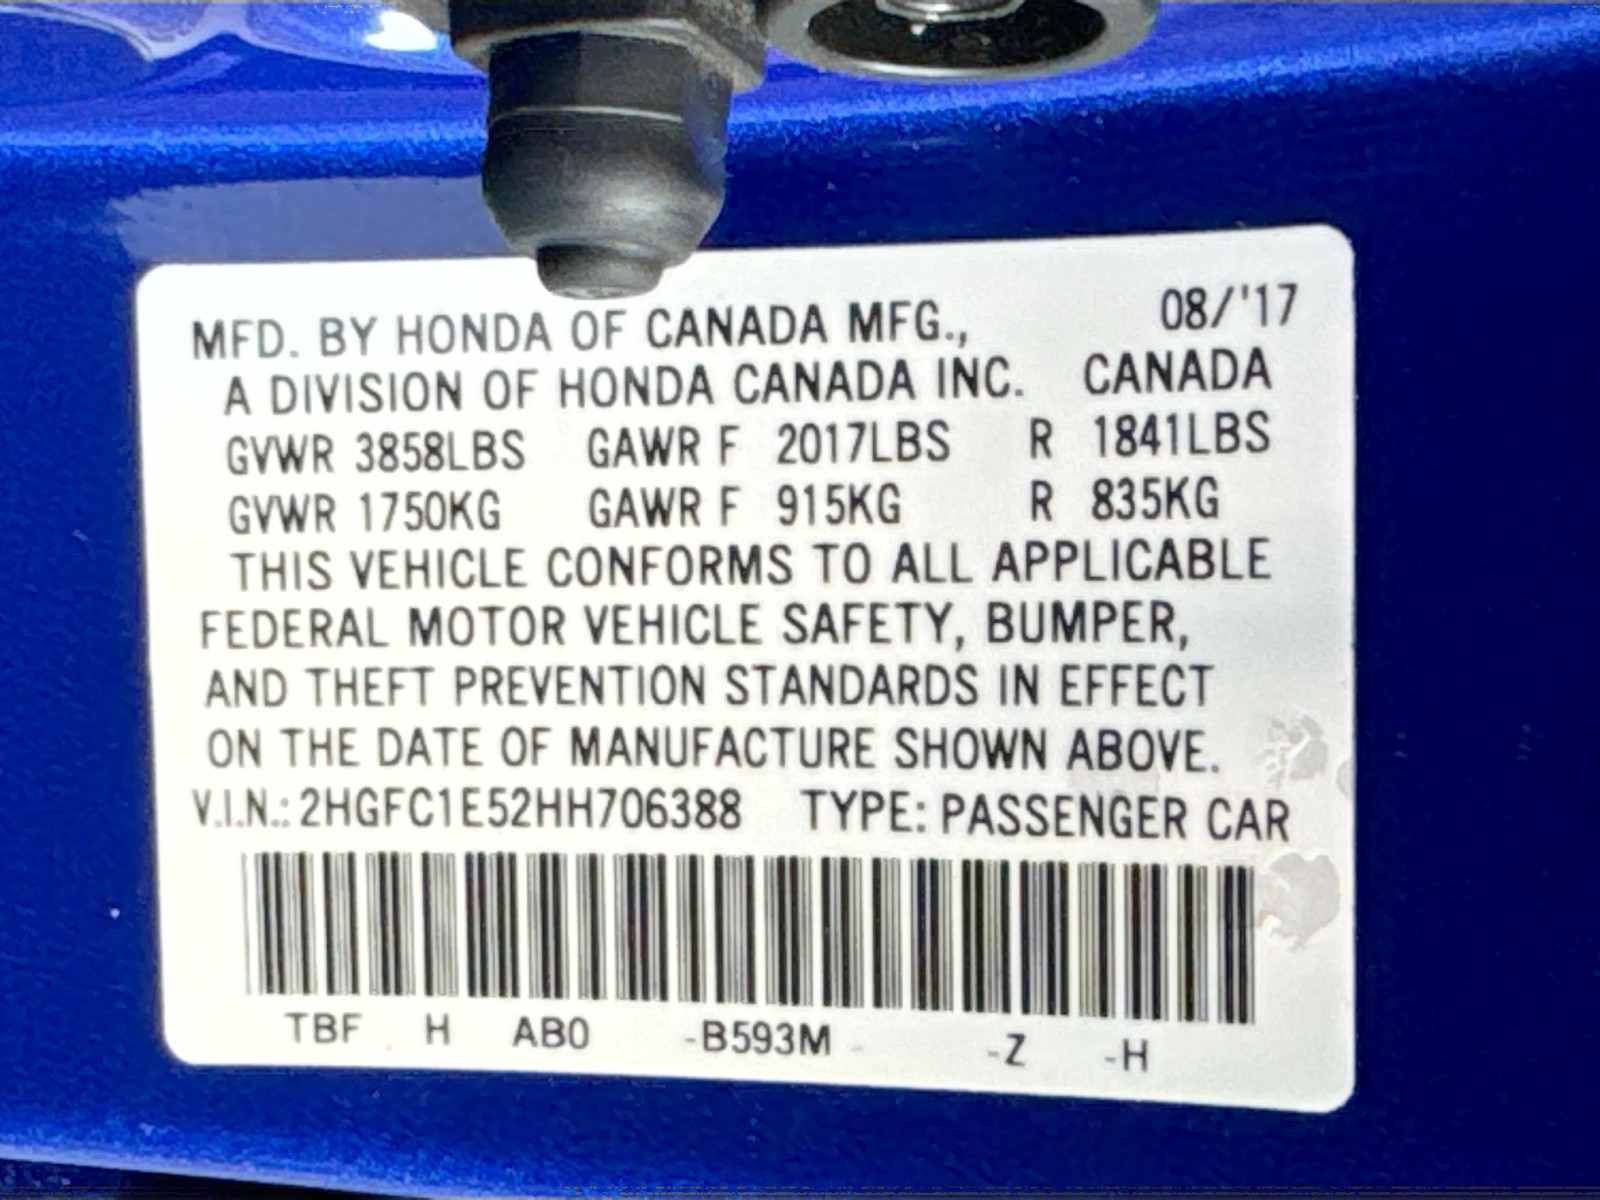 MFD. BY HONDA OF CANADA MFG., 08/'17
A DIVISION OF HONDA CANADA INC. CANADA
GVWR 3858LBS GAWR F 2017LBS R 1841LBS
GVWR 1750KG GAWR F 915KG R 835KG
THIS VEHICLE CONFORMS TO ALL APPLICABLE
FEDERAL MOTOR VEHICLE SAFETY, BUMPER,
AND THEFT PREVENTION STANDARDS IN EFFECT
ON THE DATE OF MANUFACTURE SHOWN ABOVE.
V.I.N.: 2HGFC1E52HH706388 TYPE: PASSENGER CAR
TBF H AB0 -B593M -Z -H